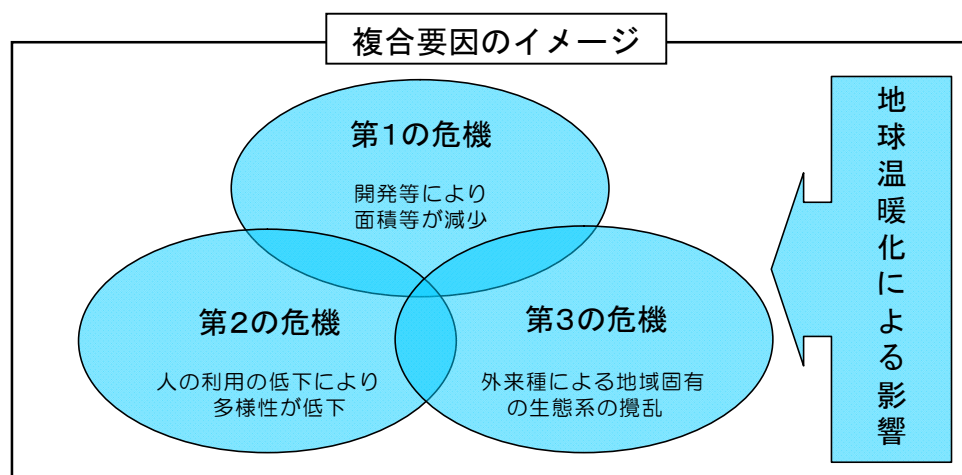 複合要因のイメージ
第1の危機
開発等により
面積等が減少
第2の危機
人の利用の低下により
多様性が低下
第3の危機
外来種による地域固有
の生態系の攪乱
地球温暖化による影響